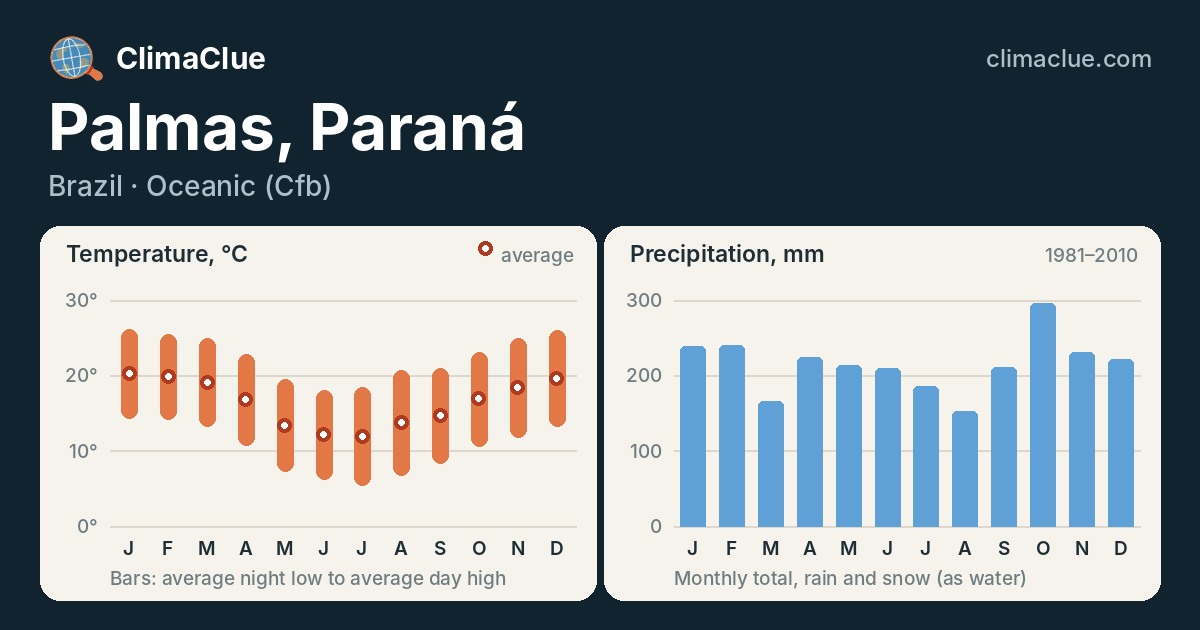 ClimaClue
climaclue.com
Palmas, Paraná
Brazil · Oceanic (Cfb)
Temperature, °C
average
30°
20°
10°
0°
J F M A M J J A S O N D
Bars: average night low to average day high
Precipitation, mm
1981–2010
300
200
100
0
J F M A M J J A S O N D
Monthly total, rain and snow (as water)